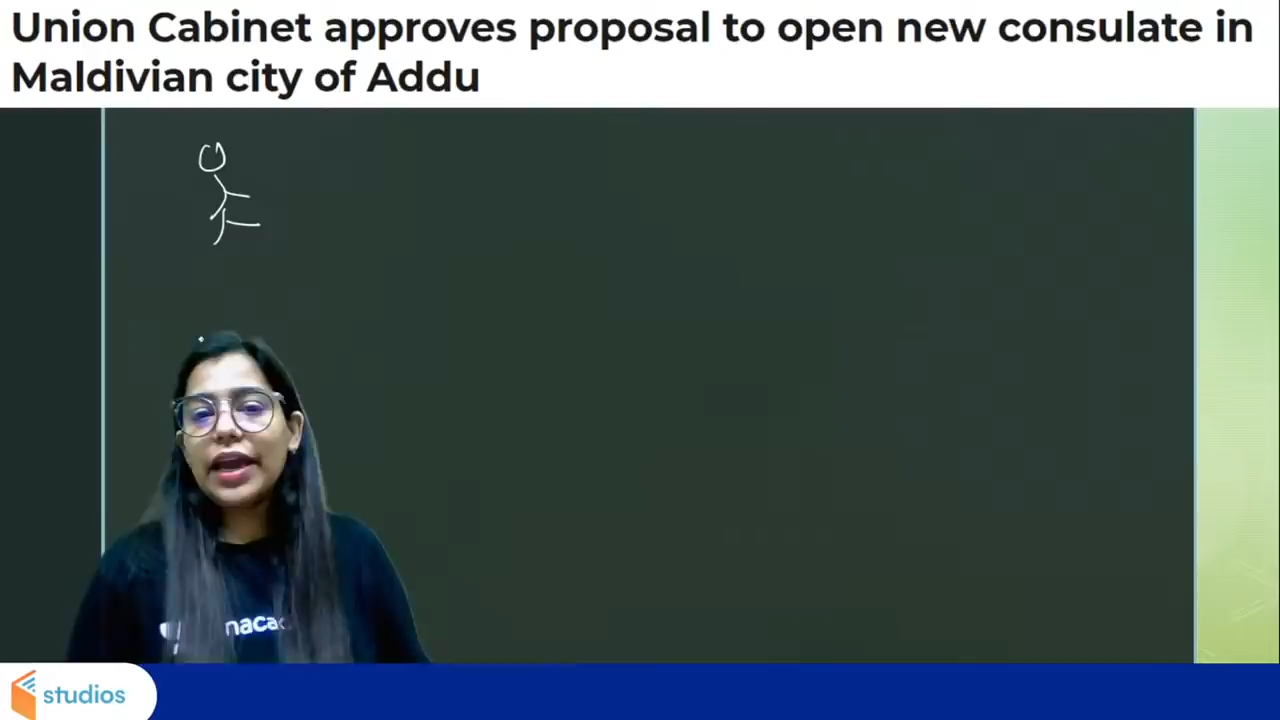 Union Cabinet approves proposal to open new consulate in
Maldivian city of Addu
studios